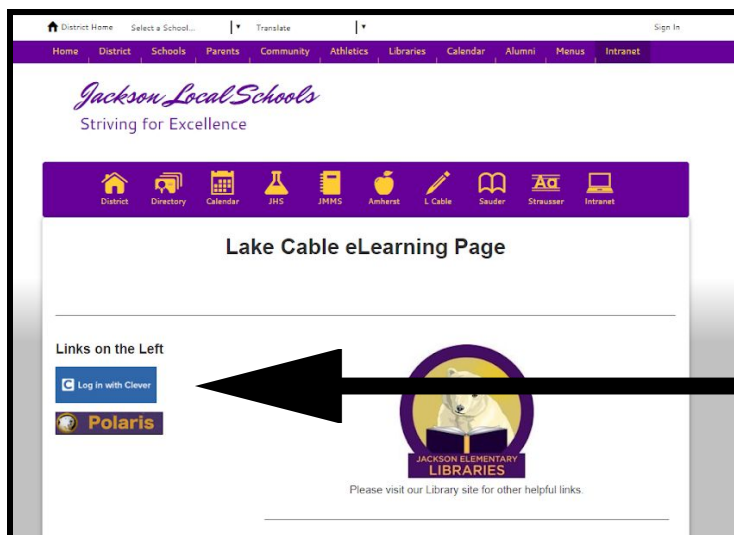 District Home Select a School... Translate Sign In
Home District Schools Parents Community Athletics Libraries Calendar Alumni Menus Intranet
Jackson Local Schools
Striving for Excellence
District Directory Calendar JHS JMMS Amherst L Cable Sauder Strausser Intranet
Lake Cable eLearning Page
Links on the Left
C Log in with Clever
Polaris
JACKSON ELEMENTARY
LIBRARIES
Please visit our Library site for other helpful links.